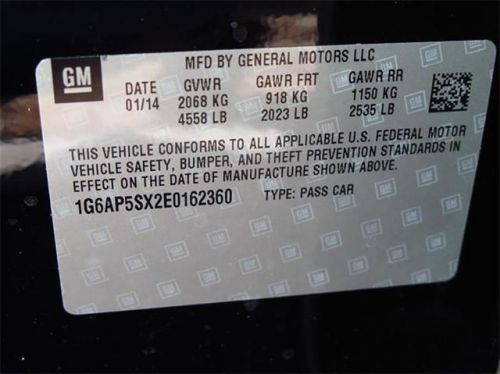 MFD BY GENERAL MOTORS LLC
GM
DATE GVWR GAWR FRT GAWR RR
01/14 2068 KG 918 KG 1150 KG
4558 LB 2023 LB 2535 LB
THIS VEHICLE CONFORMS TO ALL APPLICABLE U.S. FEDERAL MOTOR
VEHICLE SAFETY, BUMPER, AND THEFT PREVENTION STANDARDS IN
EFFECT ON THE DATE OF MANUFACTURE SHOWN ABOVE.
1G6AP5SX2E0162360 TYPE: PASS CAR